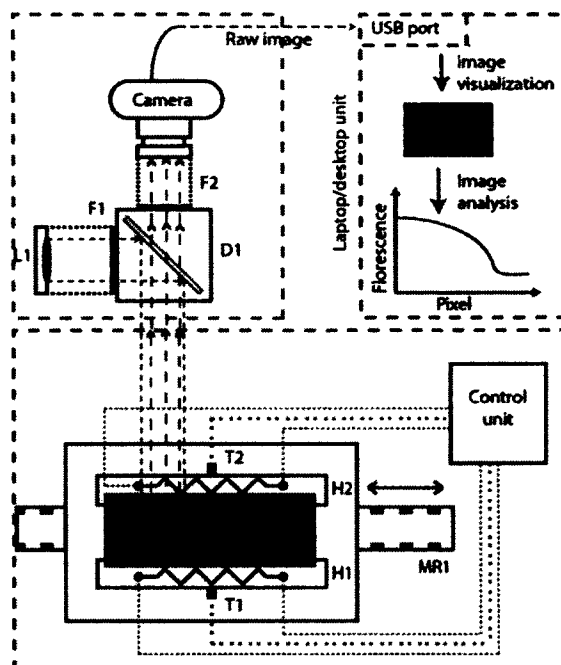 Raw image
USB port
Camera
Image
visualization
F2
F1
Laptop/desktop unit
Image
analysis
L1
D1
Florescence
Pixel
Control
unit
T2
H2
MR1
H1
T1